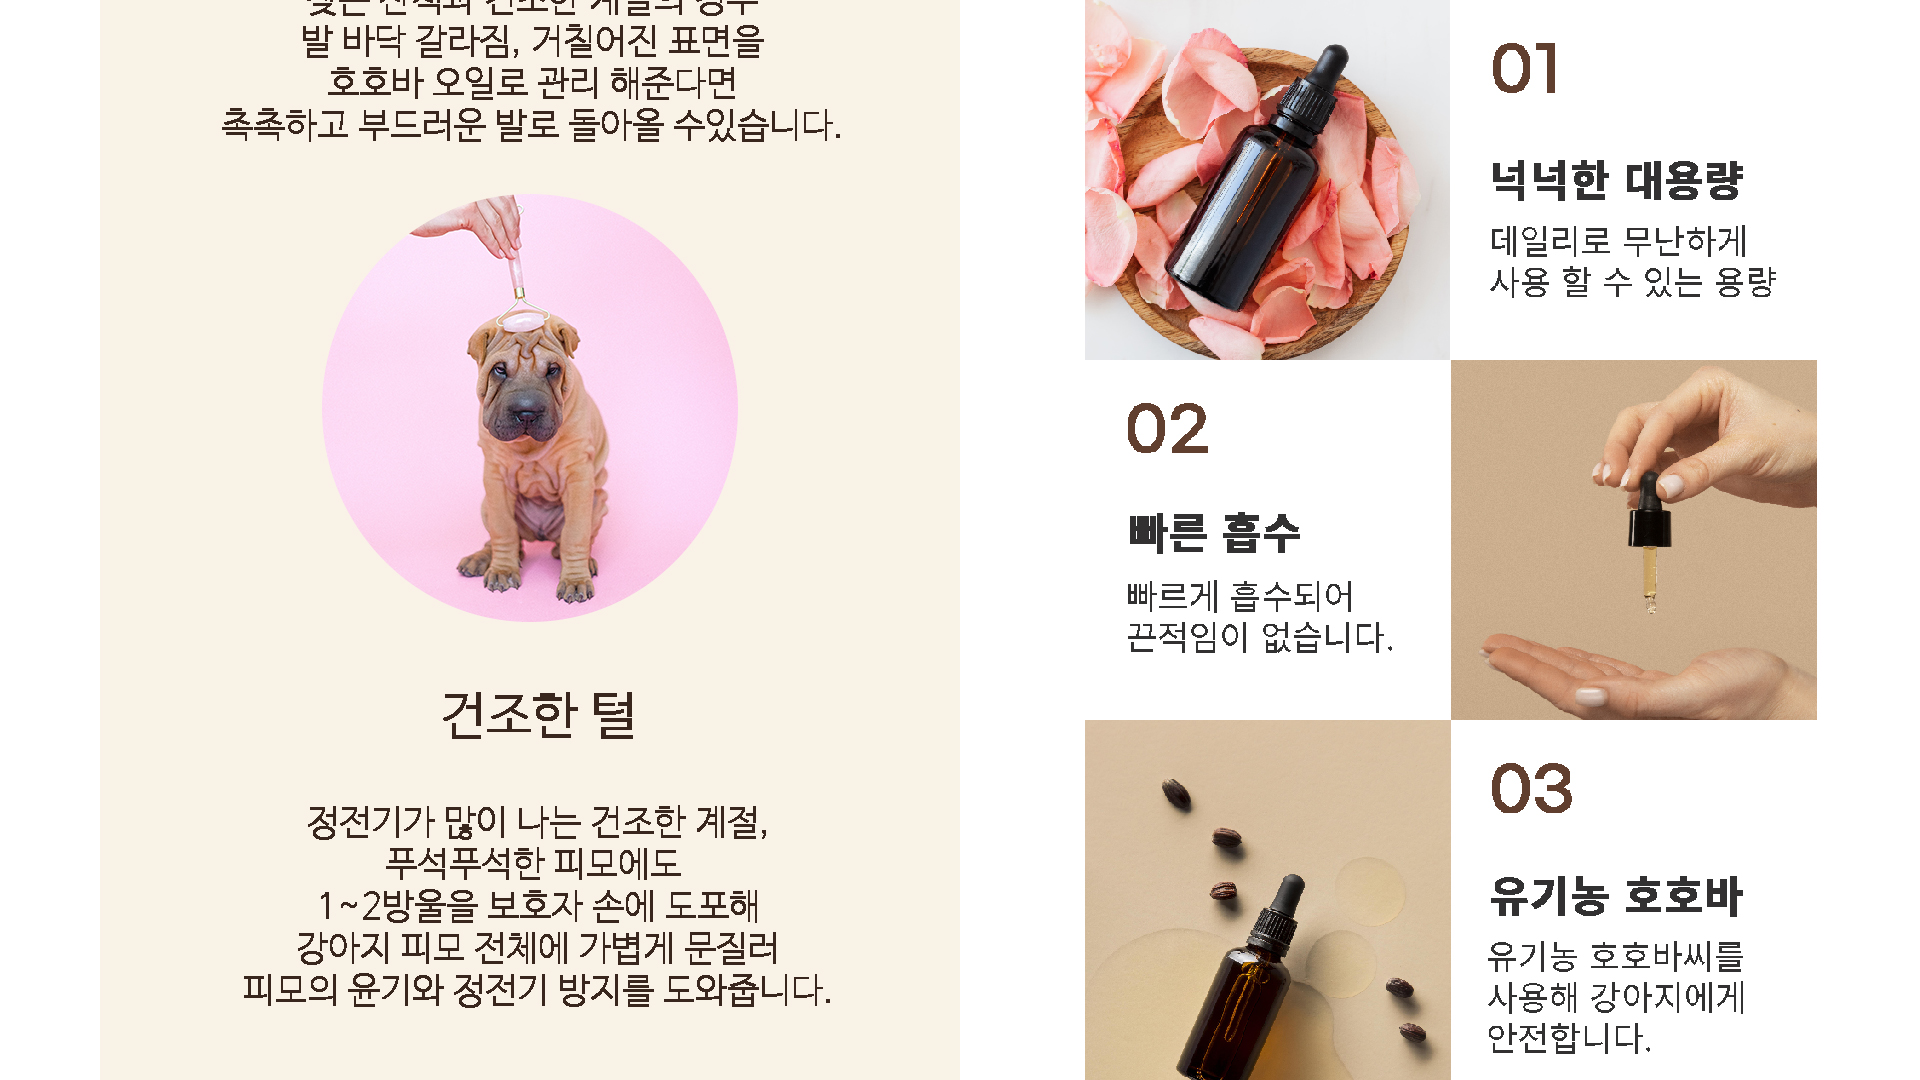 발 바닥 갈라짐, 거칠어진 표면을
호호바 오일로 관리 해준다면
촉촉하고 부드러운 발로 돌아올 수있습니다.
건조한 털
정전기가 많이 나는 건조한 계절,
푸석푸석한 피모에도
1~2방울을 보호자 손에 도포해
강아지 피모 전체에 가볍게 문질러
피모의 윤기와 정전기 방지를 도와줍니다.
01
넉넉한 대용량
데일리로 무난하게
사용 할 수 있는 용량
02
빠른 흡수
빠르게 흡수되어
끈적임이 없습니다.
03
유기농 호호바
유기농 호호바씨를
사용해 강아지에게
안전합니다.